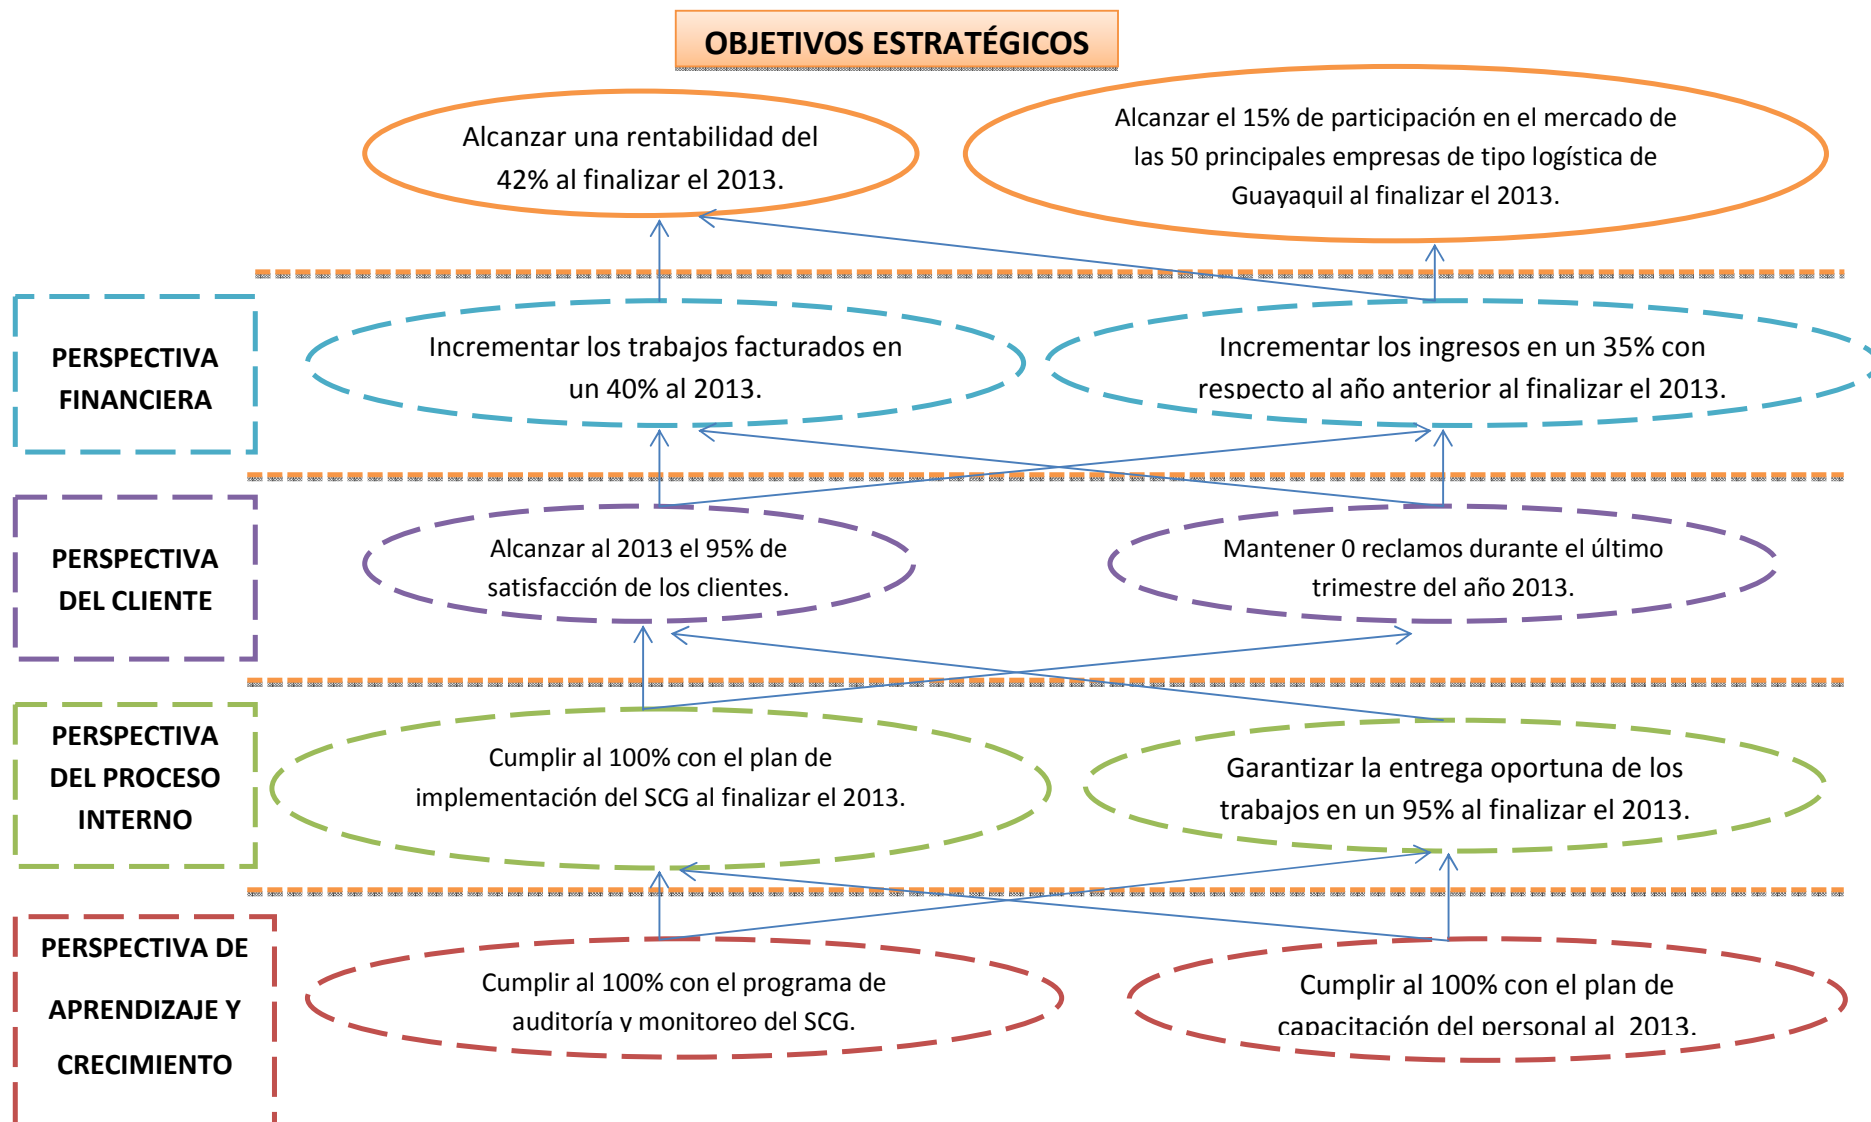 OBJETIVOS ESTRATÉGICOS
Alcanzar una rentabilidad del
42% al finalizar el 2013.
Alcanzar el 15% de participación en el mercado de
las 50 principales empresas de tipo logística de
Guayaquil al finalizar el 2013.
PERSPECTIVA
FINANCIERA
Incrementar los trabajos facturados en
un 40% al 2013.
Incrementar los ingresos en un 35% con
respecto al año anterior al finalizar el 2013.
PERSPECTIVA
DEL CLIENTE
Alcanzar al 2013 el 95% de
satisfacción de los clientes.
Mantener 0 reclamos durante el último
trimestre del año 2013.
PERSPECTIVA
DEL PROCESO
INTERNO
Cumplir al 100% con el plan de
implementación del SCG al finalizar el 2013.
Garantizar la entrega oportuna de los
trabajos en un 95% al finalizar el 2013.
PERSPECTIVA DE
APRENDIZAJE Y
CRECIMIENTO
Cumplir al 100% con el programa de
auditoría y monitoreo del SCG.
Cumplir al 100% con el plan de
capacitación del personal al 2013.